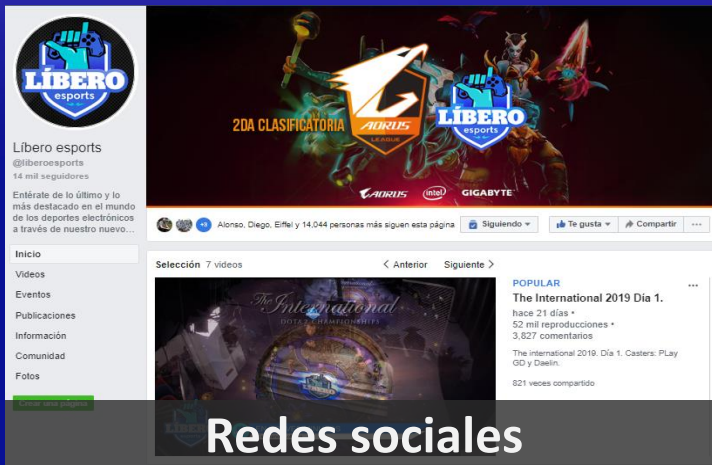 LÍBERO
esports
Líbero esports
@liberoesports
14 mil seguidores
Entérate de lo último y lo
más destacado en el mundo
de los deportes electrónicos
a través de nuestro nuevo...
Inicio
Videos
Eventos
Publicaciones
Información
Comunidad
Fotos
Crear una página
2DA CLASIFICATORIA
AORUS
LEAGUE
LÍBERO
esports
AORUS
intel
GIGABYTE
+8 Alonso, Diego, Eiffel y 14,044 personas más siguen esta página
Siguiendo
Te gusta
Compartir
Selección 7 videos
< Anterior
Siguiente >
The International
DOTA 2 CHAMPIONSHIPS
POPULAR
The International 2019 Día 1.
hace 21 días •
52 mil reproducciones •
3,827 comentarios
The international 2019. Día 1. Casters: PLay
GD y Daelin.
821 veces compartido
Redes sociales